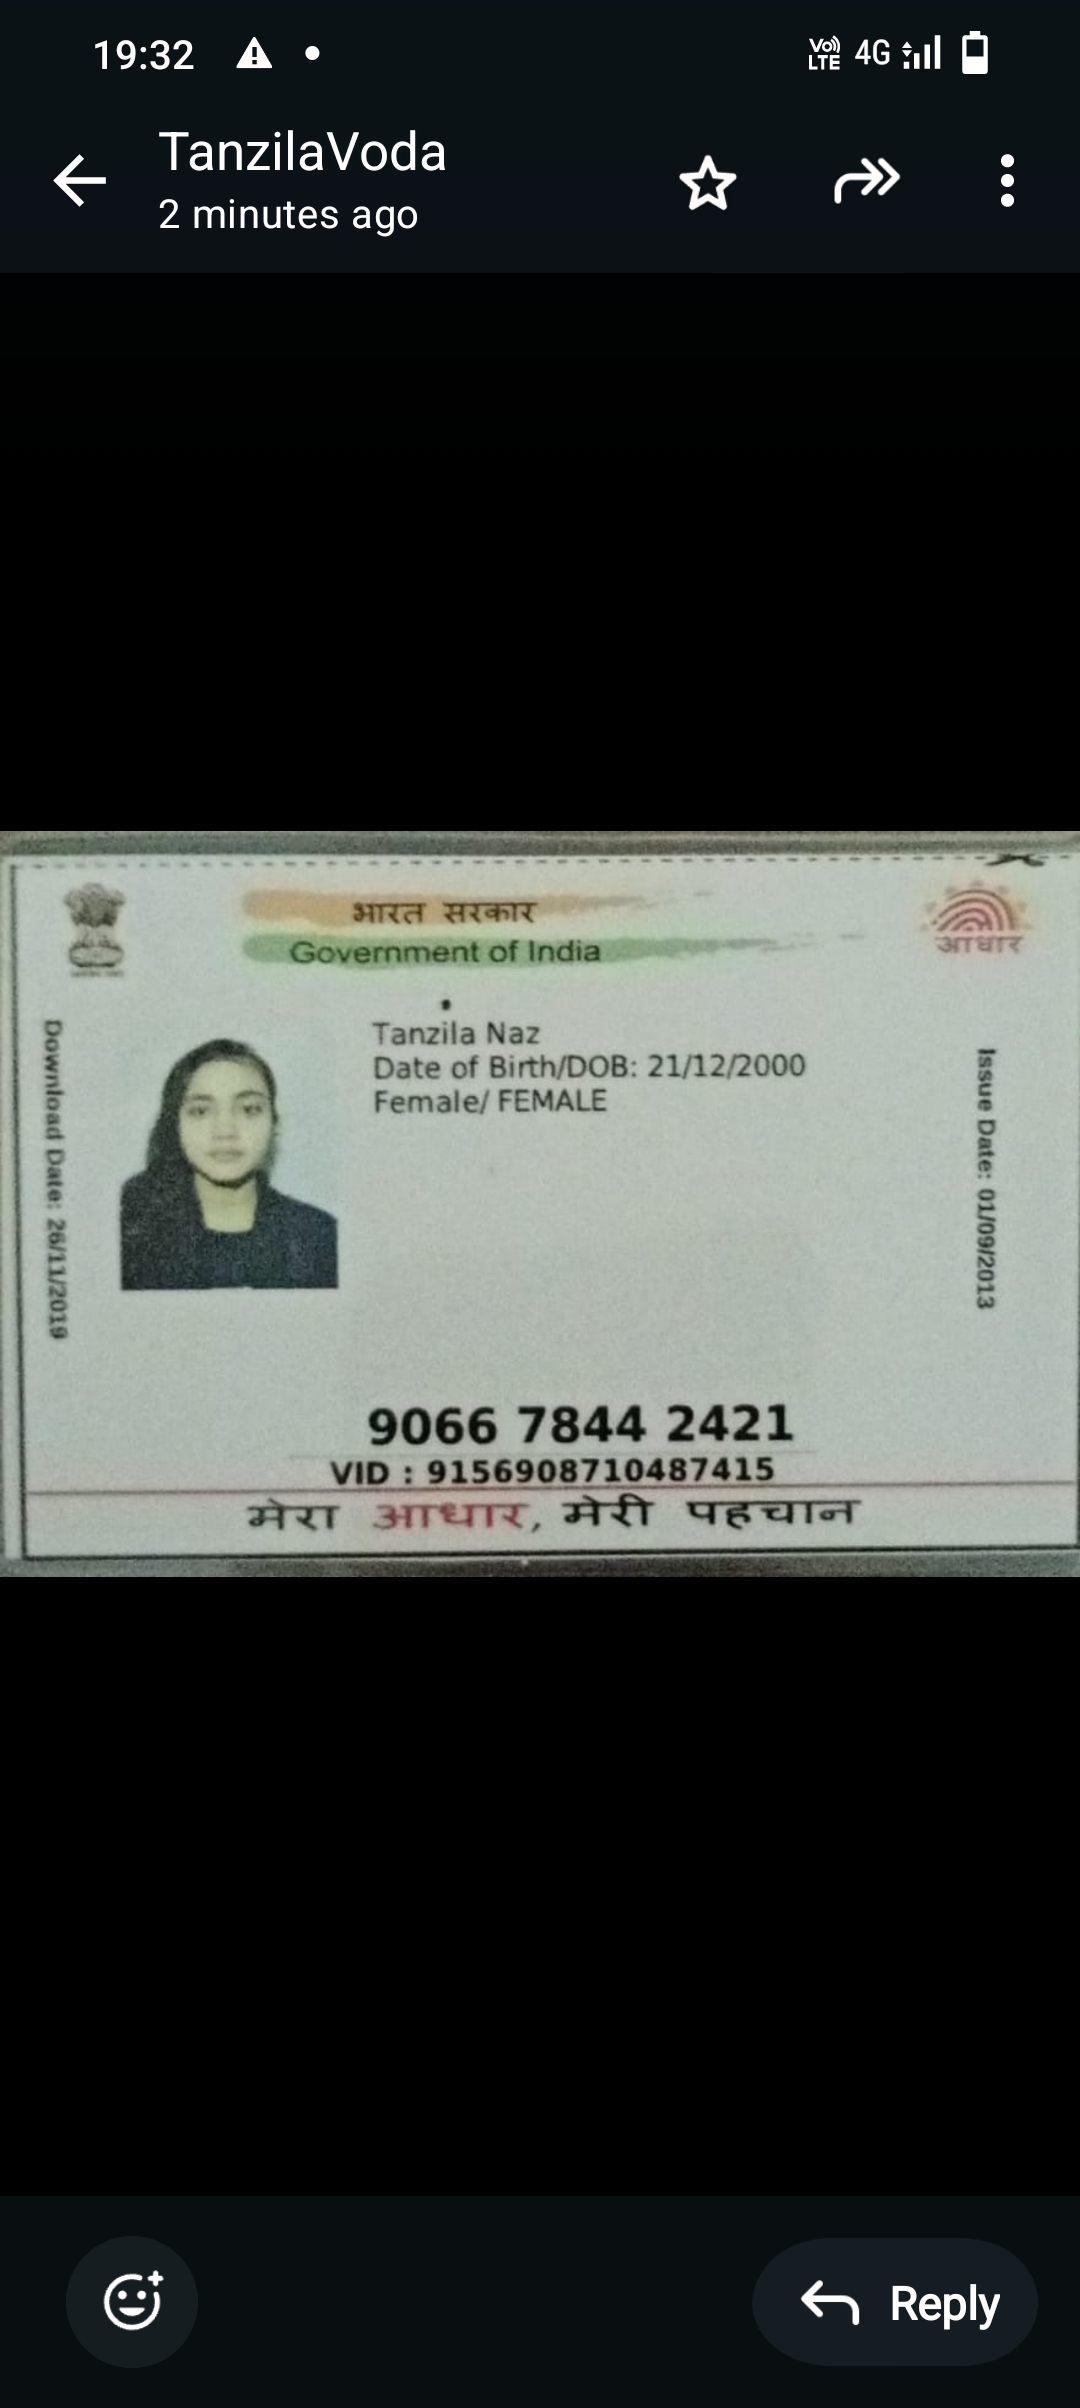 19:32
Vo) LTE 4G
TanzilaVoda
2 minutes ago
भारत सरकार
Government of India
आधार
Download Date: 26/11/2019
Tanzila Naz
Date of Birth/DOB: 21/12/2000
Female/ FEMALE
Issue Date: 01/09/2013
9066 7844 2421
VID : 9156908710487415
मेरा आधार, मेरी पहचान
Reply